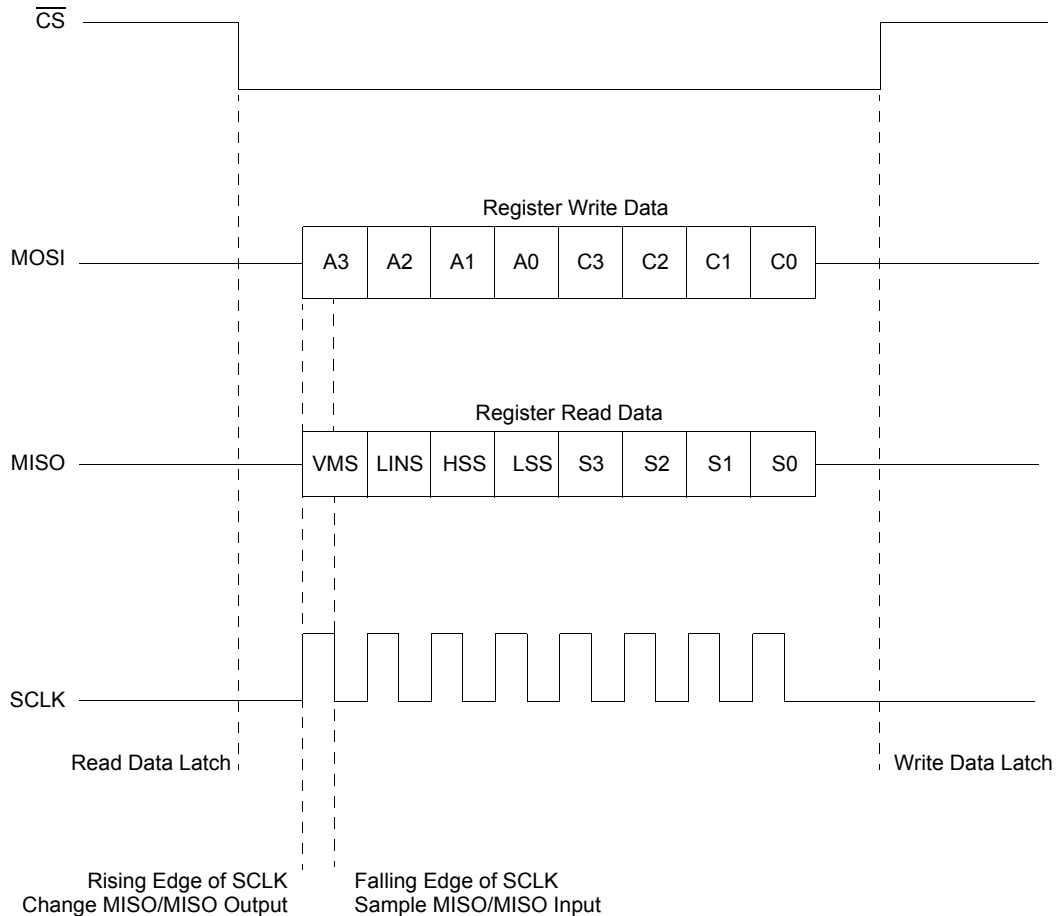 CS
Register Write Data
MOSI
A3 A2 A1 A0 C3 C2 C1 C0
Register Read Data
MISO
VMS LINS HSS LSS S3 S2 S1 S0
SCLK
Read Data Latch
Write Data Latch
Rising Edge of SCLK
Change MISO/MISO Output
Falling Edge of SCLK
Sample MISO/MISO Input